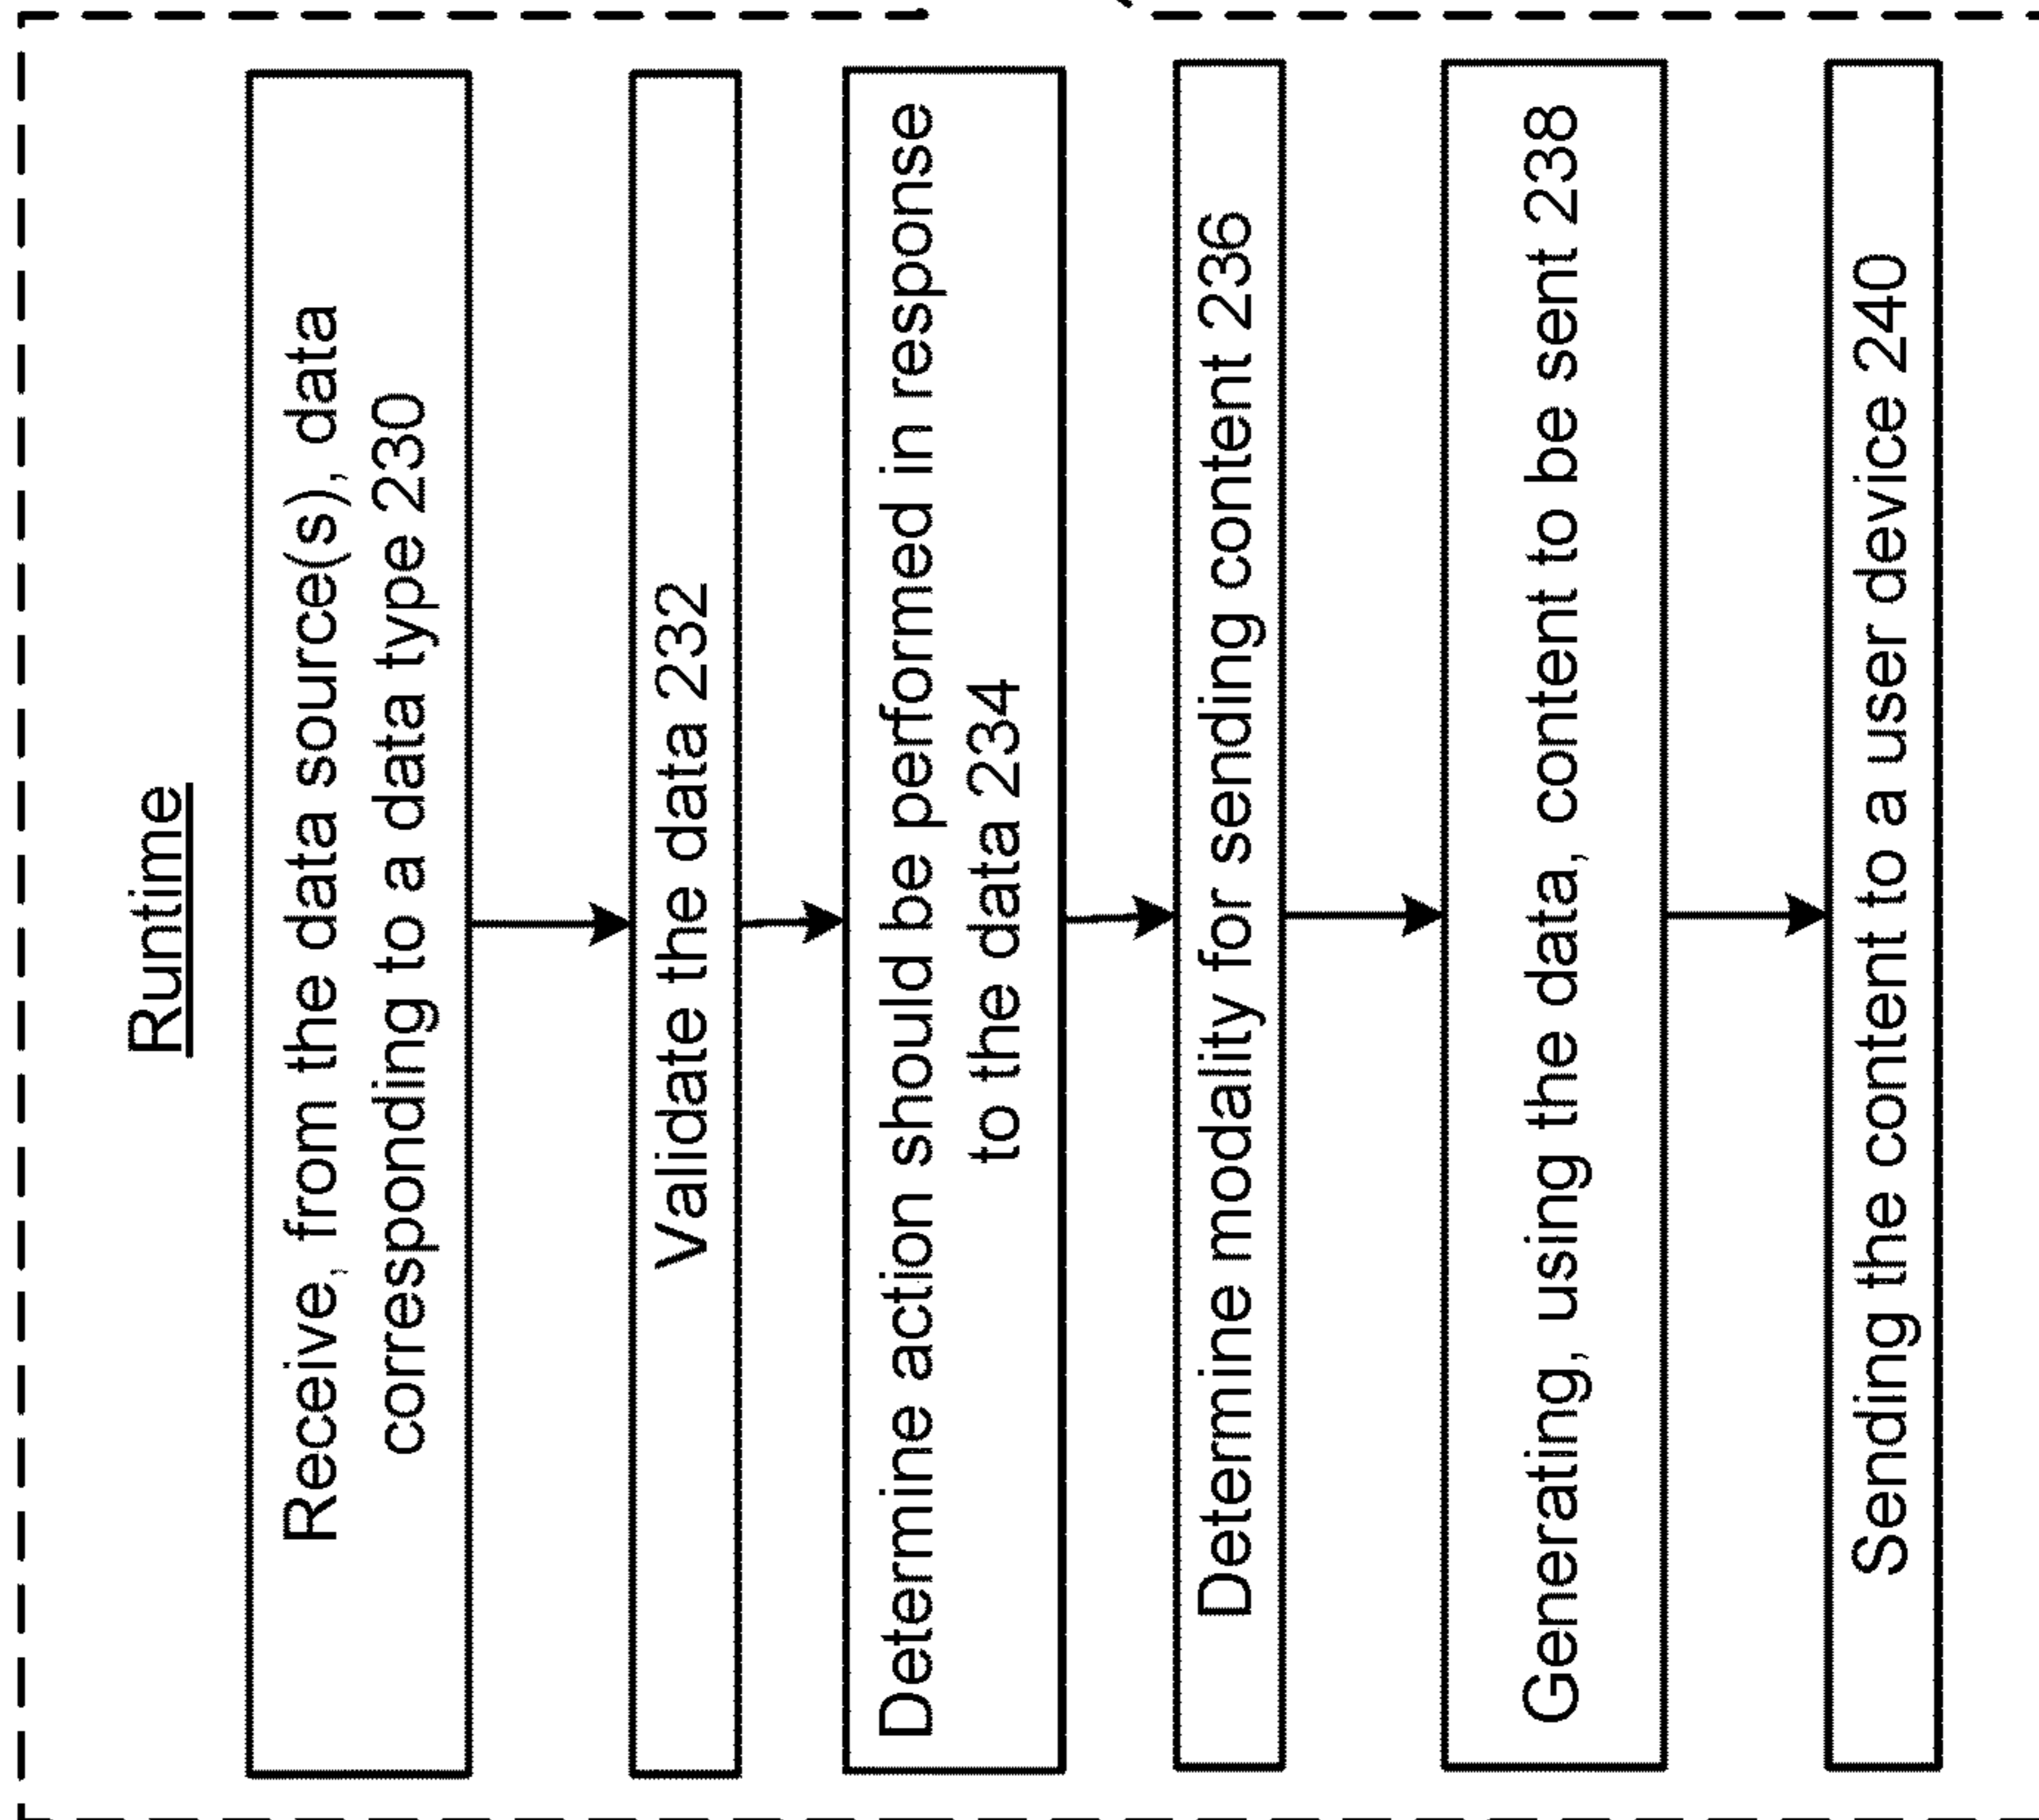 Runtime
Receive, from the data source(s), data
corresponding to a data type 230
Validate the data 232
Determine action should be performed in response
to the data 234
Determine modality for sending content 236
Generating, using the data, content to be sent 238
Sending the content to a user device 240